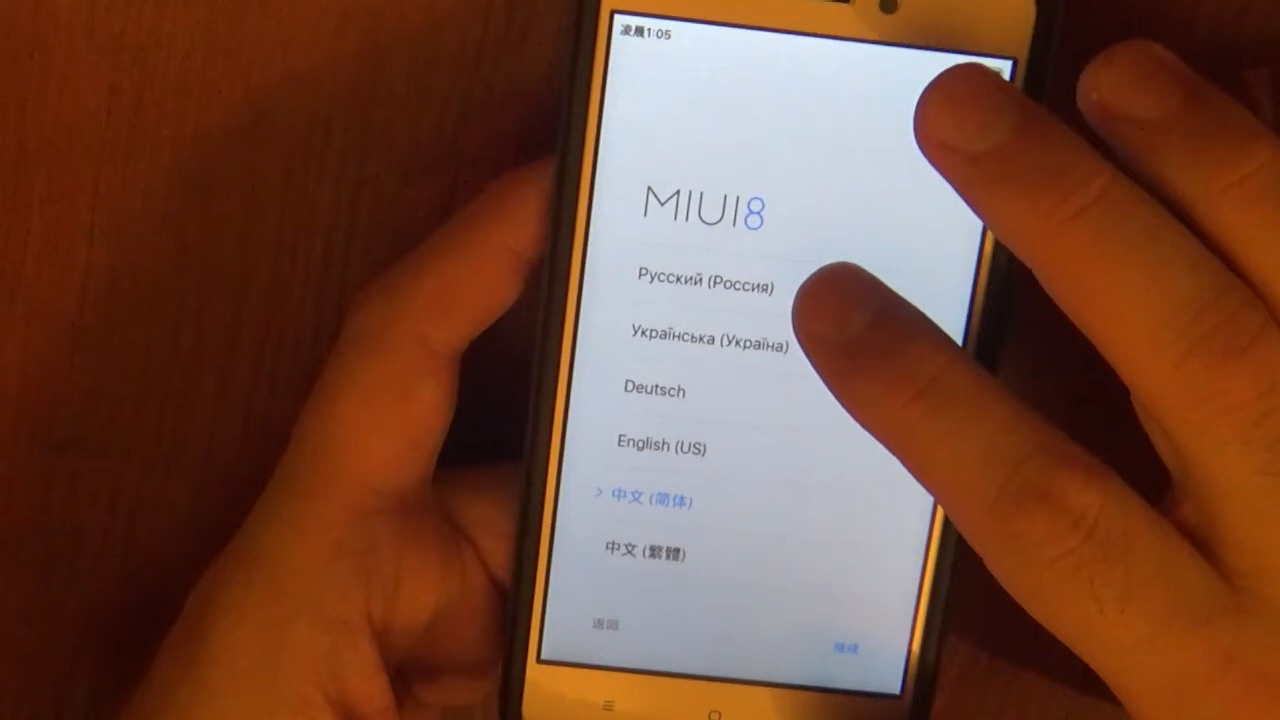 凌晨1:05
MIUI8
Русский (Россия)
Українська (Україна)
Deutsch
English (US)
中文 (简体)
中文 (繁體)
返回
继续